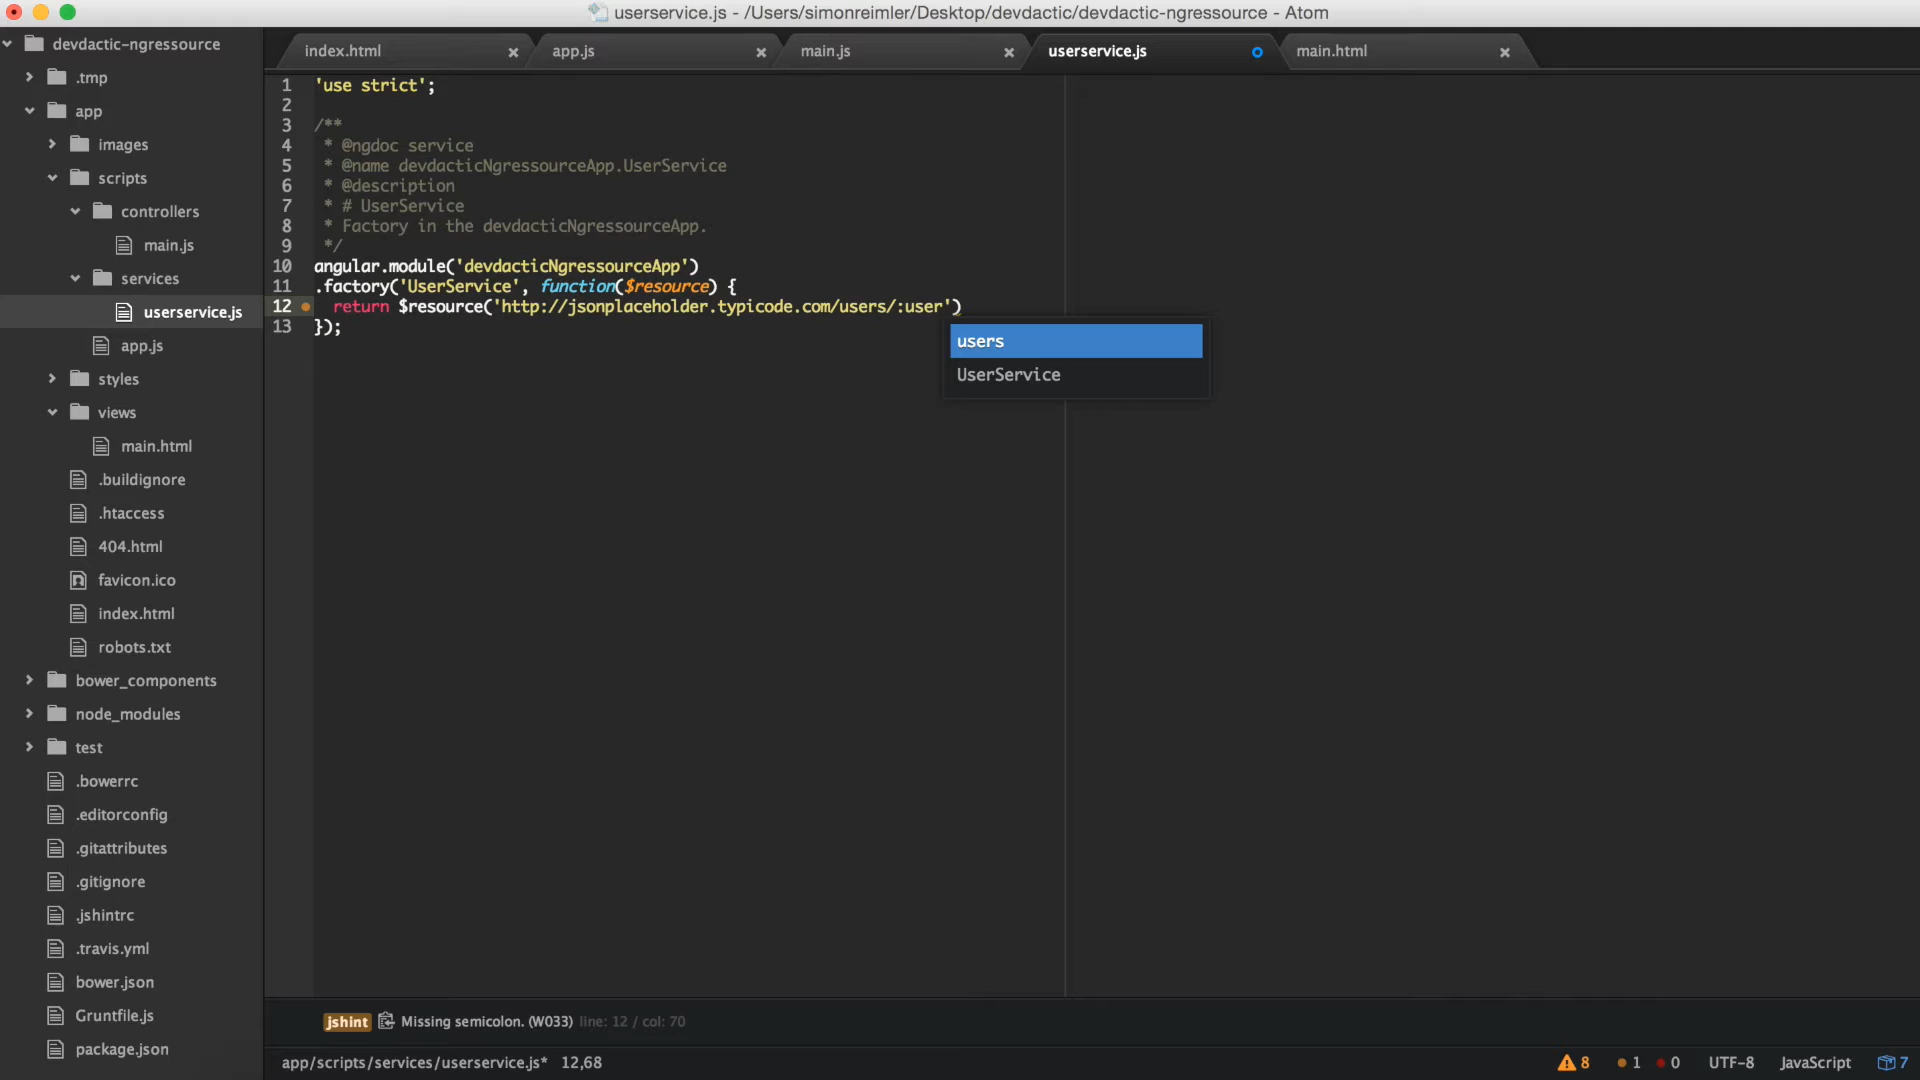 userservice.js - /Users/simonreimler/Desktop/devdactic/devdactic-ngressource - Atom
devdactic-ngressource
.tmp
app
images
scripts
controllers
main.js
services
userservice.js
app.js
styles
views
main.html
.buildignore
.htaccess
404.html
favicon.ico
index.html
robots.txt
bower_components
node_modules
test
.bowerrc
.editorconfig
.gitattributes
.gitignore
.jshintrc
.travis.yml
bower.json
Gruntfile.js
package.json
index.html
app.js
main.js
userservice.js
main.html
1 'use strict';
2
3 /**
4 * @ngdoc service
5 * @name devdacticNgressourceApp.UserService
6 * @description
7 * # UserService
8 * Factory in the devdacticNgressourceApp.
9 */
10 angular.module('devdacticNgressourceApp')
11 .factory('UserService', function($resource) {
12 return $resource('http://jsonplaceholder.typicode.com/users/:user')
13 });
users
UserService
jshint Missing semicolon. (W033) line: 12 / col: 70
app/scripts/services/userservice.js* 12,68 8 1 0 UTF-8 JavaScript 7